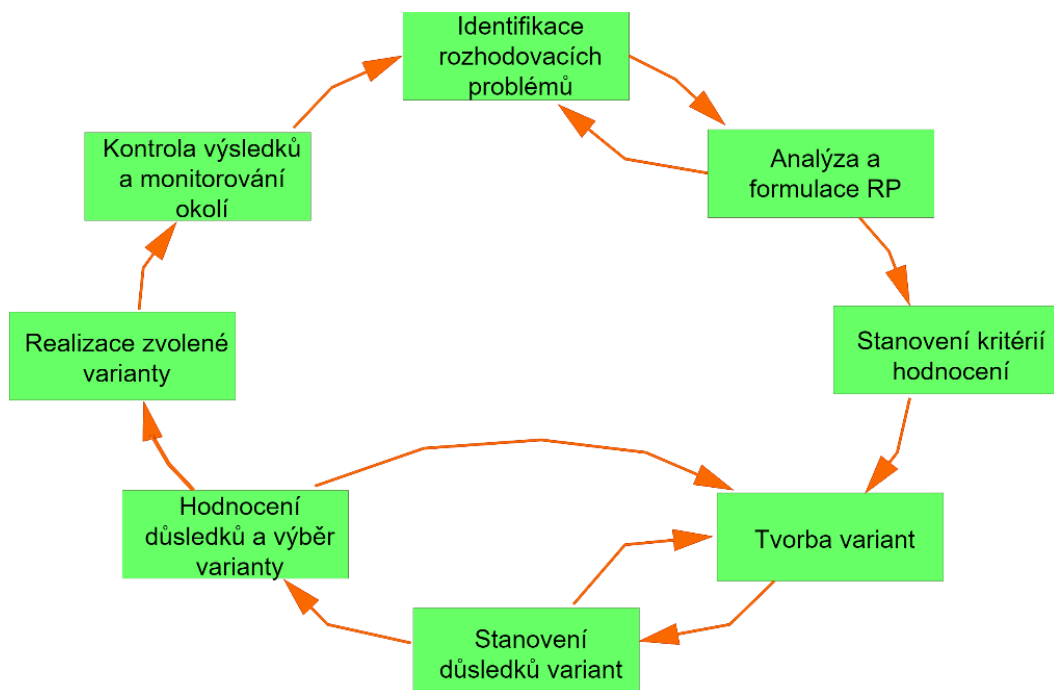 Identifikace
rozhodovacích
problémů
Analýza a
formulace RP
Stanovení kritérií
hodnocení
Tvorba variant
Stanovení
důsledků variant
Hodnocení
důsledků a výběr
varianty
Realizace zvolené
varianty
Kontrola výsledků
a monitorování
okolí